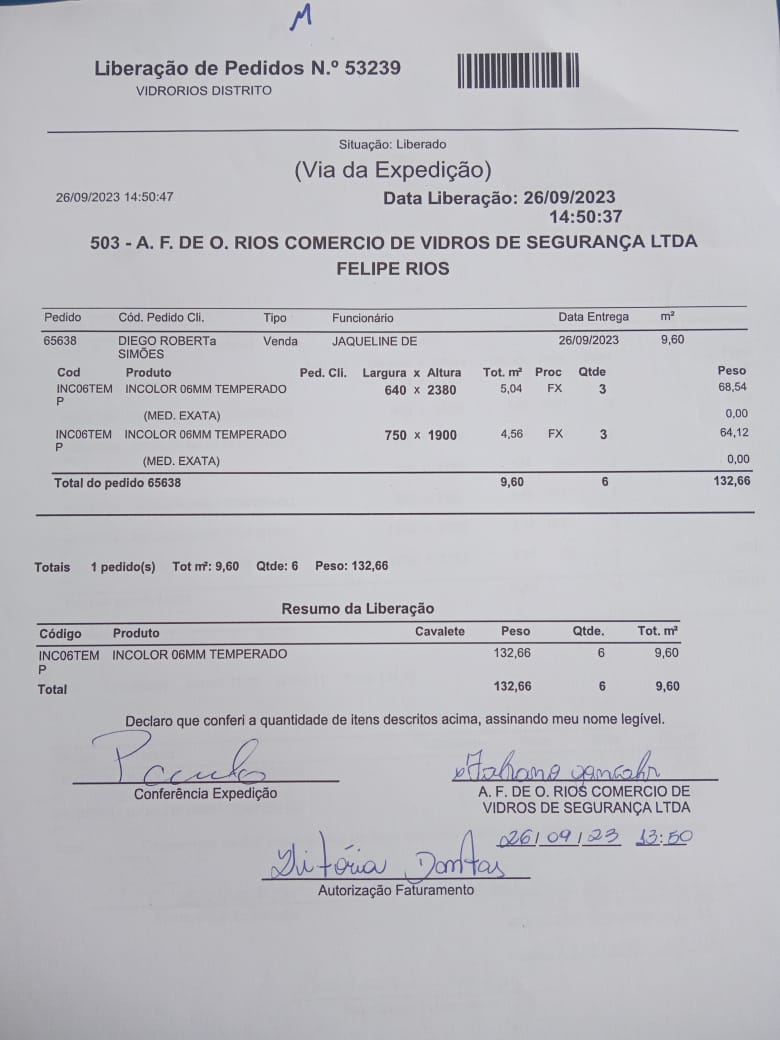 M
Liberação de Pedidos N.º 53239
VIDRORIOS DISTRITO
Situação: Liberado
(Via da Expedição)
26/09/2023 14:50:47 Data Liberação: 26/09/2023
14:50:37
503 - A. F. DE O. RIOS COMERCIO DE VIDROS DE SEGURANÇA LTDA
FELIPE RIOS
Pedido Cód. Pedido Cli. Tipo Funcionário Data Entrega m²
65638 DIEGO ROBERTa Venda JAQUELINE DE 26/09/2023 9,60
SIMÕES
Cod Produto Ped. Cli. Largura x Altura Tot. m² Proc Qtde Peso
INC06TEM INCOLOR 06MM TEMPERADO 640 x 2380 5,04 FX 3 68,54
P
(MED. EXATA) 0,00
INC06TEM INCOLOR 06MM TEMPERADO 750 x 1900 4,56 FX 3 64,12
P
(MED. EXATA) 0,00
Total do pedido 65638 9,60 6 132,66
Totais 1 pedido(s) Tot m²: 9,60 Qtde: 6 Peso: 132,66
Resumo da Liberação
Código Produto Cavalete Peso Qtde. Tot. m²
INC06TEM INCOLOR 06MM TEMPERADO 132,66 6 9,60
P
Total 132,66 6 9,60
Declaro que conferi a quantidade de itens descritos acima, assinando meu nome legível.
Conferência Expedição
A. F. DE O. RIOS COMERCIO DE
VIDROS DE SEGURANÇA LTDA
26/09/23 13:50
Vitória Dantas
Autorização Faturamento